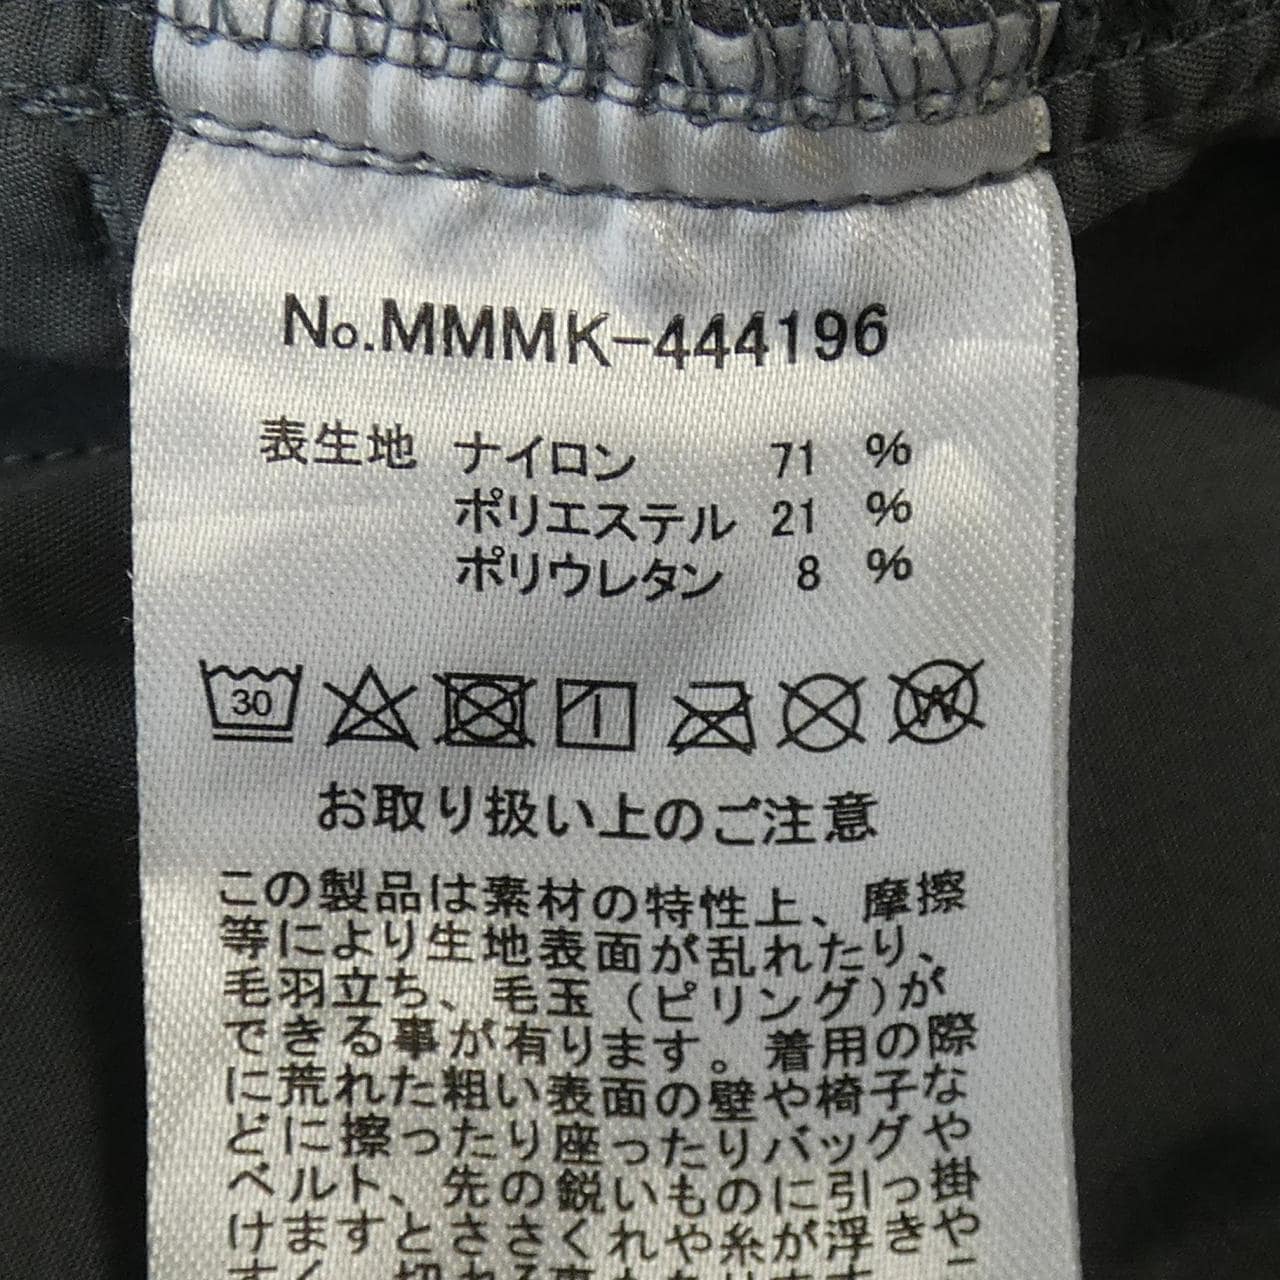 No.MMMK-444196
表生地 ナイロン 71 %
ポリエステル 21 %
ポリウレタン 8 %
30
W
お取り扱い上のご注意
この製品は素材の特性上、摩擦
等により生地表面が乱れたり、
毛羽立ち、毛玉（ピリング）が
できる事が有ります。着用の際
に荒れた粗い表面の壁や椅子な
どに擦ったり座ったりバッグや
ベルト、先の鋭いものに引っ掛
けますとささくれや糸が浮きや